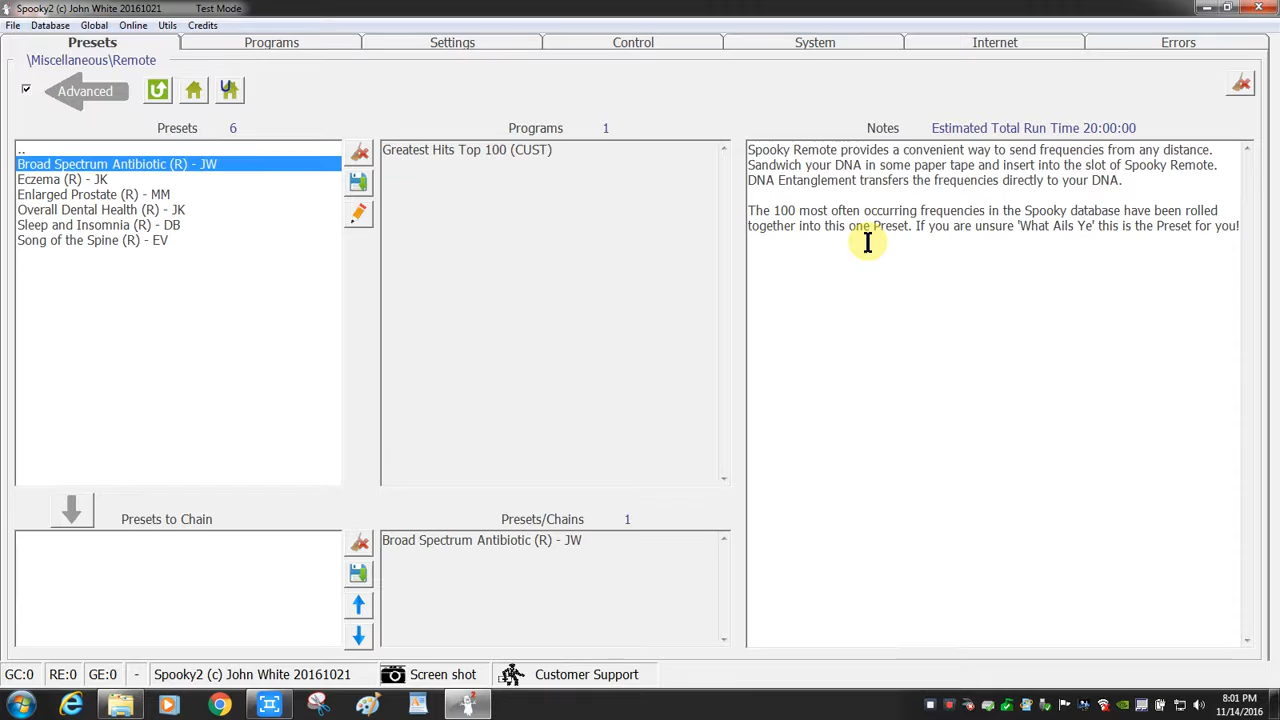 Spooky2 (c) John White 20161021 Test Mode
File Database Global Online Utils Credits
Presets Programs Settings Control System Internet Errors
\Miscellaneous\Remote
Advanced
Presets 6
Programs 1
Notes Estimated Total Run Time 20:00:00
..
Broad Spectrum Antibiotic (R) - JW
Eczema (R) - JK
Enlarged Prostate (R) - MM
Overall Dental Health (R) - JK
Sleep and Insomnia (R) - DB
Song of the Spine (R) - EV
Greatest Hits Top 100 (CUST)
Spooky Remote provides a convenient way to send frequencies from any distance.
Sandwich your DNA in some paper tape and insert into the slot of Spooky Remote.
DNA Entanglement transfers the frequencies directly to your DNA.
The 100 most often occurring frequencies in the Spooky database have been rolled
together into this one Preset. If you are unsure 'What Ails Ye' this is the Preset for you!
Presets to Chain
Presets/Chains 1
Broad Spectrum Antibiotic (R) - JW
GC:0 RE:0 GE:0 - Spooky2 (c) John White 20161021 Screen shot Customer Support
8:01 PM
11/14/2016